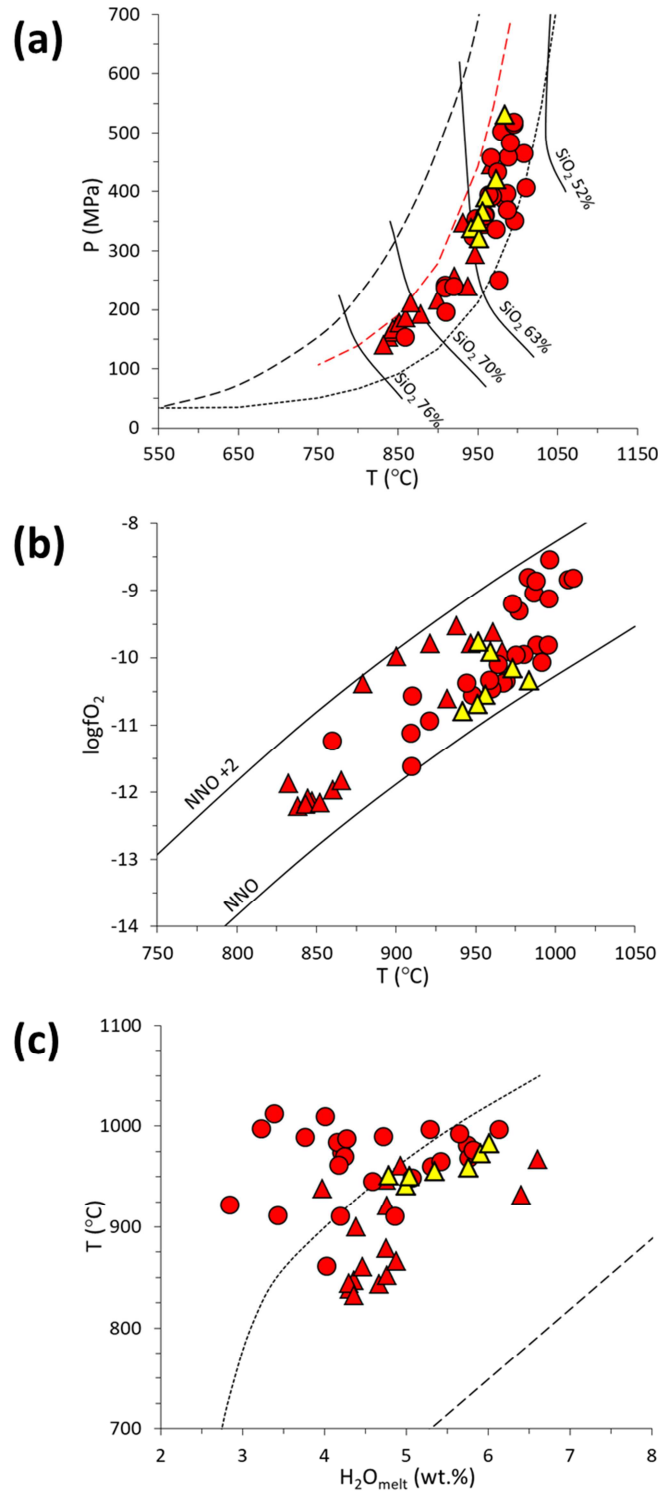 (a)
700
600
500
400
300
200
100
0
P (MPa)
SiO2 52%
SiO2 63%
SiO2 70%
SiO2 76%
550 650 750 850 950 1050 1150
T (°C)
(b)
-8
-9
-10
-11
-12
-13
-14
logfO2
NNO +2
NNO
750 800 850 900 950 1000 1050
T (°C)
(c)
1100
1000
900
800
700
T (°C)
2 3 4 5 6 7 8
H2Omelt (wt.%)